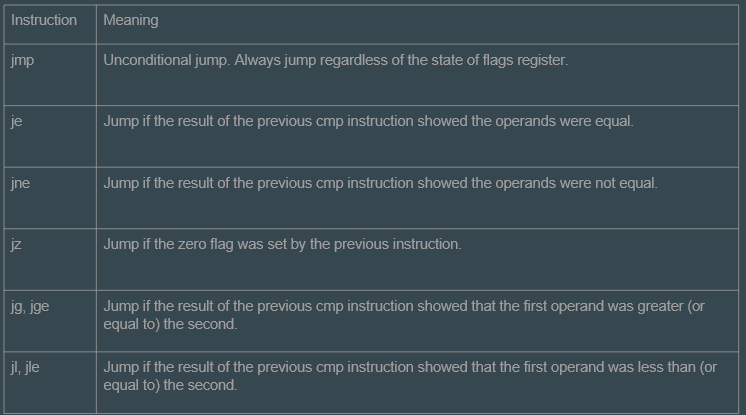 Instruction Meaning
jmp Unconditional jump. Always jump regardless of the state of flags register.
je Jump if the result of the previous cmp instruction showed the operands were equal.
jne Jump if the result of the previous cmp instruction showed the operands were not equal.
jz Jump if the zero flag was set by the previous instruction.
jg, jge Jump if the result of the previous cmp instruction showed that the first operand was greater (or
equal to) the second.
jl, jle Jump if the result of the previous cmp instruction showed that the first operand was less than (or
equal to) the second.